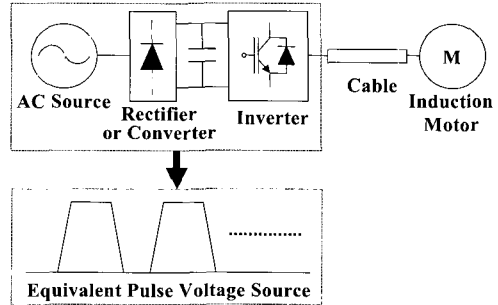 M
AC Source
Rectifier
or Converter
Inverter
Cable
Induction
Motor
Equivalent Pulse Voltage Source